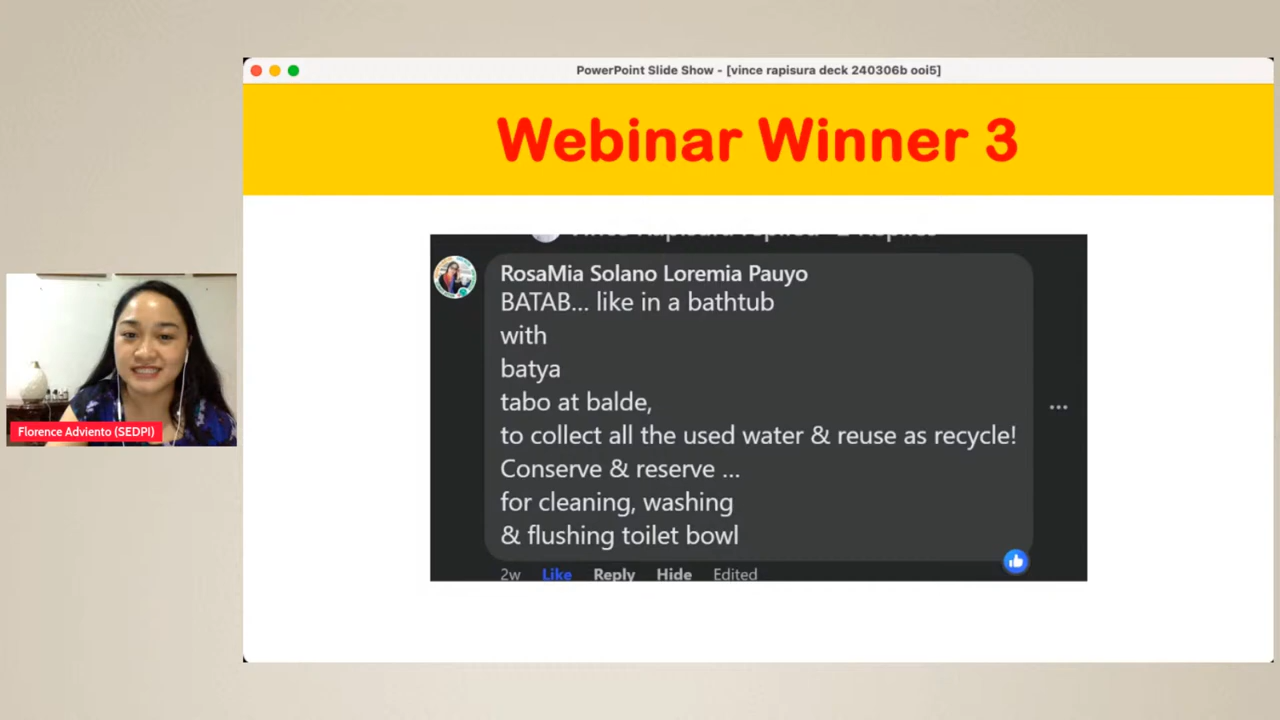 PowerPoint Slide Show - [vince rapisura deck 240306b ooi5]
Webinar Winner 3
RosaMia Solano Loremia Pauyo
BATAB... like in a bathtub
with
batya
tabo at balde,
to collect all the used water & reuse as recycle!
Conserve & reserve ...
for cleaning, washing
& flushing toilet bowl
2w Like Reply Hide Edited
Florence Adviento (SEDPI)